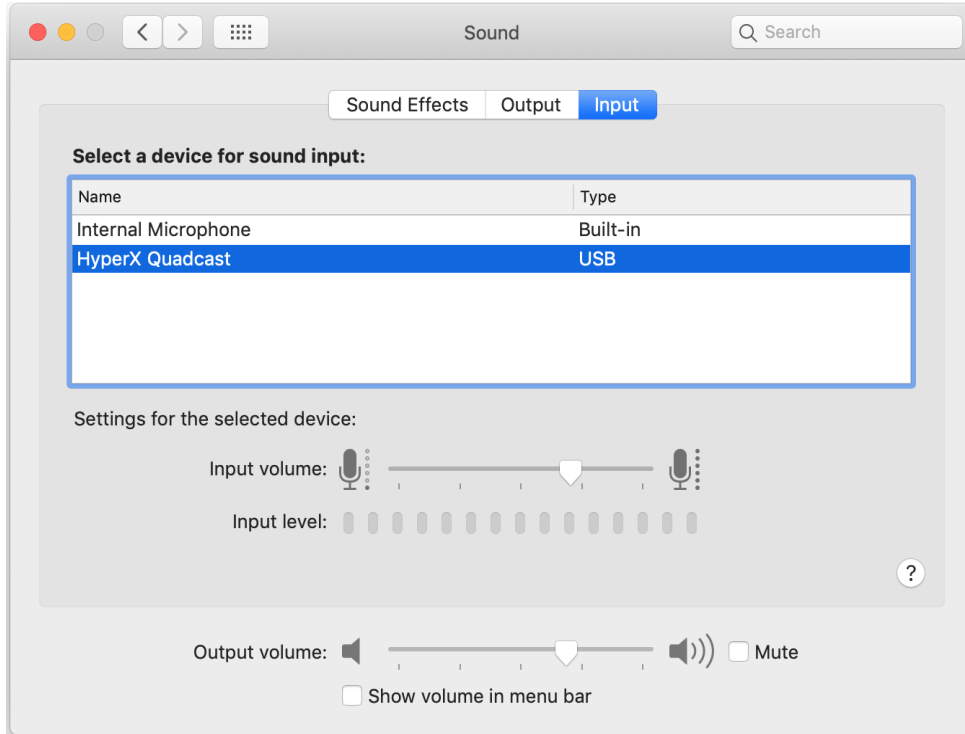 Sound
Search
Sound Effects Output Input
Select a device for sound input:
Name Type
Internal Microphone Built-in
HyperX Quadcast USB
Settings for the selected device:
Input volume:
Input level:
?
Output volume: Mute
Show volume in menu bar